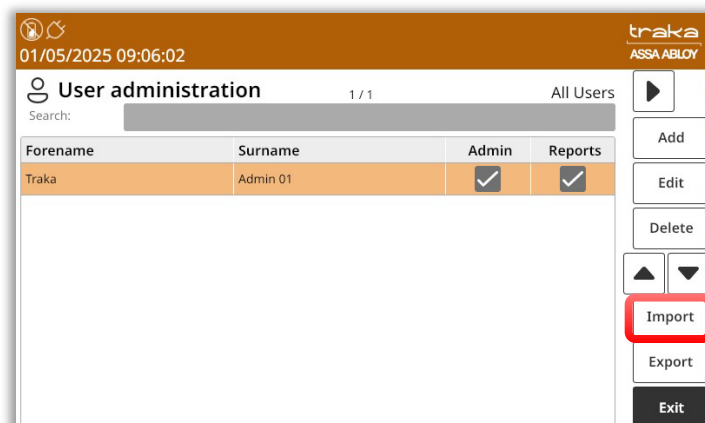 traka
01/05/2025 09:06:02
ASSA ABLOY
User administration
1 / 1
All Users
Search:
Add
Forename Surname Admin Reports
Traka Admin 01
Edit
Delete
Import
Export
Exit